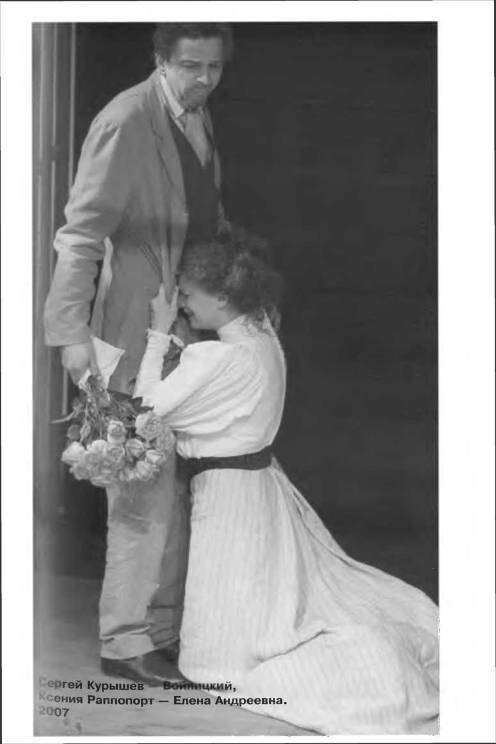 Сергей Курышев — Войницкий,
Ксения Раппопорт — Елена Андреевна.
2007